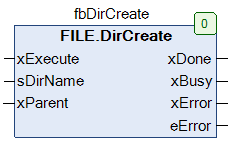 fbDirCreate
0
FILE.DirCreate
xExecute xDone
sDirName xBusy
xParent xError
eError